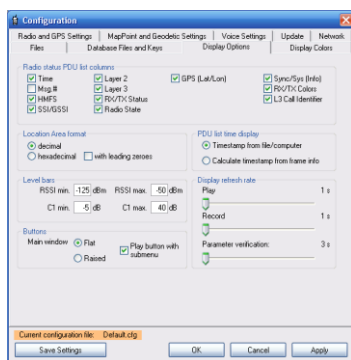 Configuration
Radio and GPS Settings MapPoint and Geodetic Settings Voice Settings Update Network
Files Database Files and Keys Display Options Display Colors
Radio status PDU list columns
Time Layer 2 GPS (Lat/Lon) Sync/Sys (Info)
Msg.# Layer 3 RX/TX Colors
HMFS RX/TX Status L3 Call Identifier
SSI/GSSI Radio State
Location Area format PDU list time display
decimal Timestamp from file/computer
hexadecimal with leading zeroes Calculate timestamp from frame info
Level bars Display refresh rate
RSSI min. -125 dBm RSSI max. -50 dBm Play 1 s
C1 min. -5 dB C1 max. 40 dB Record 1 s
Buttons
Main window Flat Play button with submenu Parameter verification: 3 s
Raised
Current configuration file: Default.cfg
Save Settings OK Cancel Apply